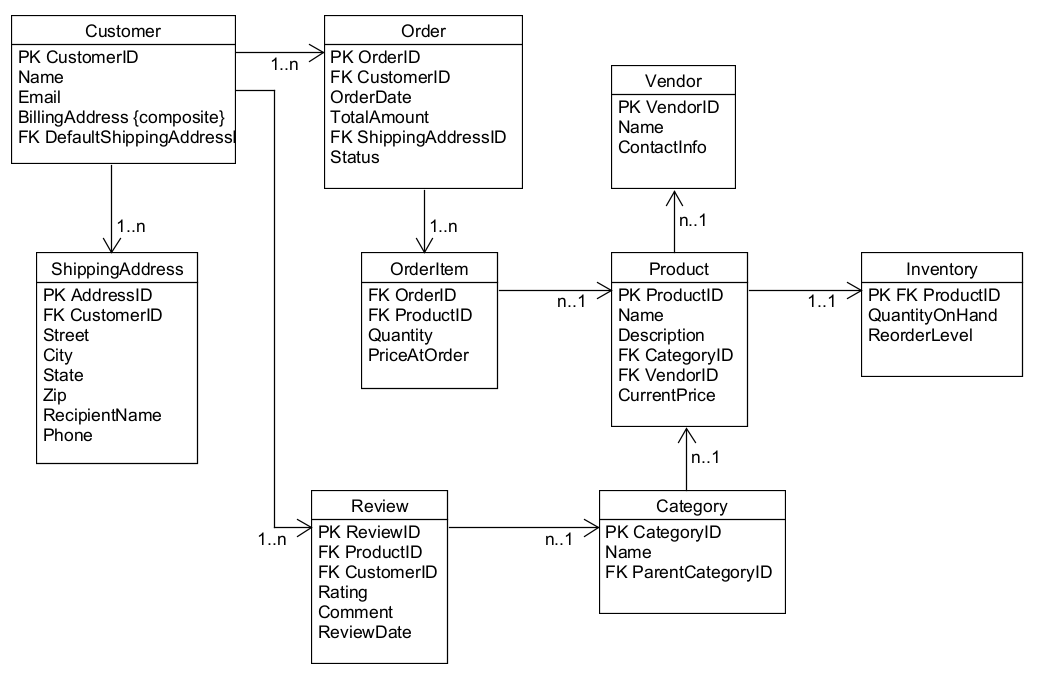 Customer
PK CustomerID
Name
Email
BillingAddress {composite}
FK DefaultShippingAddressI
1..n
Order
PK OrderID
FK CustomerID
OrderDate
TotalAmount
FK ShippingAddressID
Status
Vendor
PK VendorID
Name
ContactInfo
1..n
1..n
n..1
ShippingAddress
PK AddressID
FK CustomerID
Street
City
State
Zip
RecipientName
Phone
OrderItem
FK OrderID
FK ProductID
Quantity
PriceAtOrder
n..1
Product
PK ProductID
Name
Description
FK CategoryID
FK VendorID
CurrentPrice
1..1
Inventory
PK FK ProductID
QuantityOnHand
ReorderLevel
n..1
1..n
Review
PK ReviewID
FK ProductID
FK CustomerID
Rating
Comment
ReviewDate
n..1
Category
PK CategoryID
Name
FK ParentCategoryID